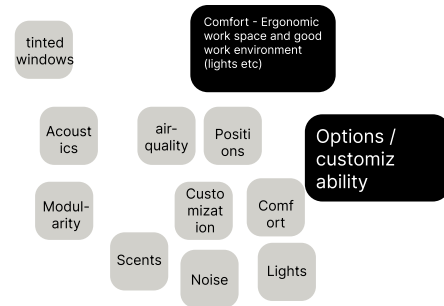 Comfort - Ergonomic
work space and good
work environment
(lights etc)
tinted
windows
Acoust
ics
air-
quality
Positi
ons
Options /
customiz
ability
Modul-
arity
Custo
mizat
ion
Comf
ort
Scents
Noise
Lights